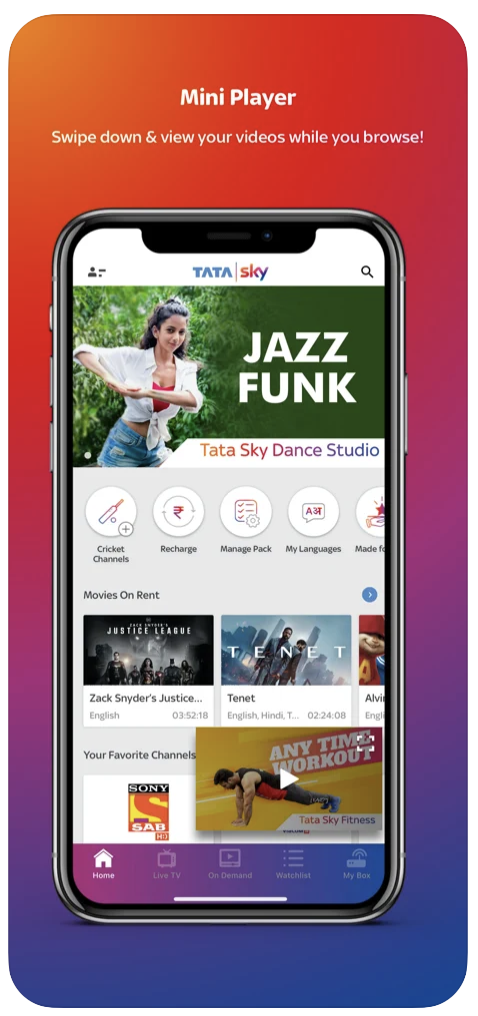 Mini Player
Swipe down & view your videos while you browse!
TATA sky
JAZZ
FUNK
Tata Sky Dance Studio
₹
A अ
Cricket
Channels
Recharge
Manage Pack
My Languages
Made fo
Movies On Rent
ZACK SNYDER'S
JUSTICE LEAGUE
TENET
Zack Snyder's Justice...
English
03:52:18
Tenet
English, Hindi, T...
02:24:08
Alvi
Engli
Your Favorite Channels
ANY TIME
WORKOUT
Tata Sky Fitness
SONY
SAB
HD
Home
Live TV
On Demand
Watchlist
My Box